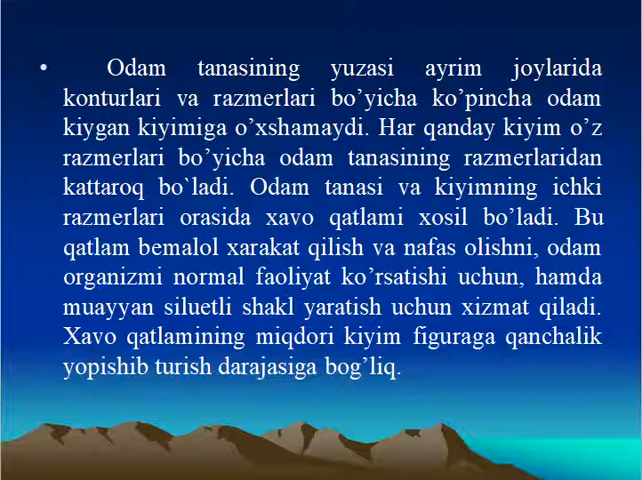 • Odam tanasining yuzasi ayrim joylarida
konturlari va razmerlari bo’yicha ko’pincha odam
kiygan kiyimiga o’xshamaydi. Har qanday kiyim o’z
razmerlari bo’yicha odam tanasining razmerlaridan
kattaroq bo`ladi. Odam tanasi va kiyimning ichki
razmerlari orasida xavo qatlami xosil bo’ladi. Bu
qatlam bemalol xarakat qilish va nafas olishni, odam
organizmi normal faoliyat ko’rsatishi uchun, hamda
muayyan siluetli shakl yaratish uchun xizmat qiladi.
Xavo qatlamining miqdori kiyim figuraga qanchalik
yopishib turish darajasiga bog’liq.